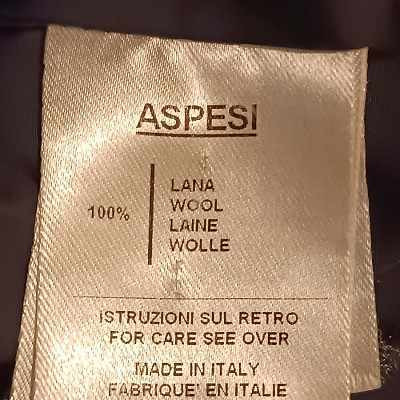 ASPESI
100%
LANA
WOOL
LAINE
WOLLE
ISTRUZIONI SUL RETRO
FOR CARE SEE OVER
MADE IN ITALY
FABRIQUE' EN ITALIE